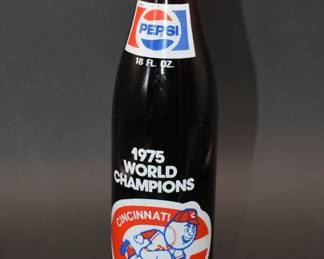 PEPSI
16 FL. OZ.
1975
WORLD
CHAMPIONS
CINCINNATI
C